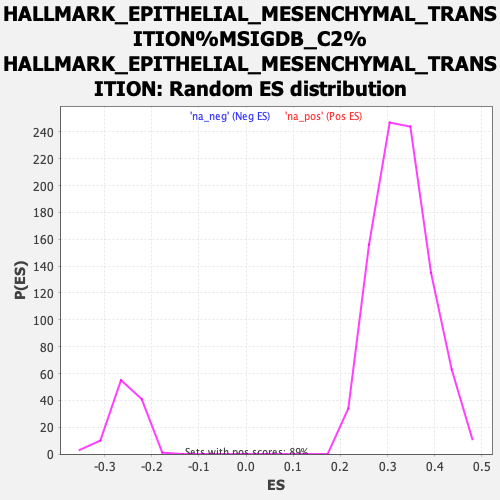 HALLMARK_EPITHELIAL_MESENCHYMAL_TRANS
ITION%MSIGDB_C2%
HALLMARK_EPITHELIAL_MESENCHYMAL_TRANS
ITION: Random ES distribution
'na_neg' (Neg ES) 'na_pos' (Pos ES)
240
220
200
180
160
140
120
100
80
60
40
20
0
P(ES)
Sets with pos scores: 89%
-0.3 -0.2 -0.1 0.0 0.1 0.2 0.3 0.4 0.5
ES